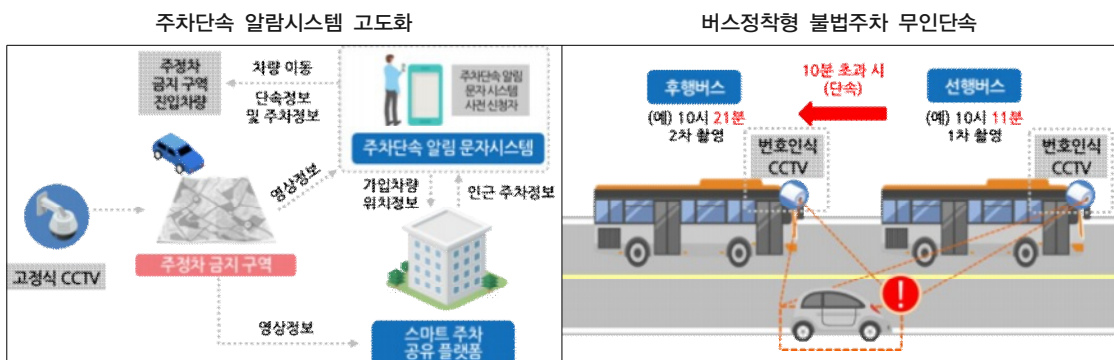 주차단속 알람시스템 고도화
주정차
금지 구역
진입차량
차량 이동
단속정보
및 주차정보
주차단속 알림
문자 시스템
사전 신청자
주차단속 알림 문자시스템
영상정보
가입차량
위치정보
인근 주차정보
고정식 CCTV
주정차 금지 구역
영상정보
스마트 주차
공유 플랫폼
버스정착형 불법주차 무인단속
후행버스
(예) 10시 21분
2차 촬영
10분 초과 시
(단속)
선행버스
(예) 10시 11분
1차 촬영
번호인식
CCTV
번호인식
CCTV
!